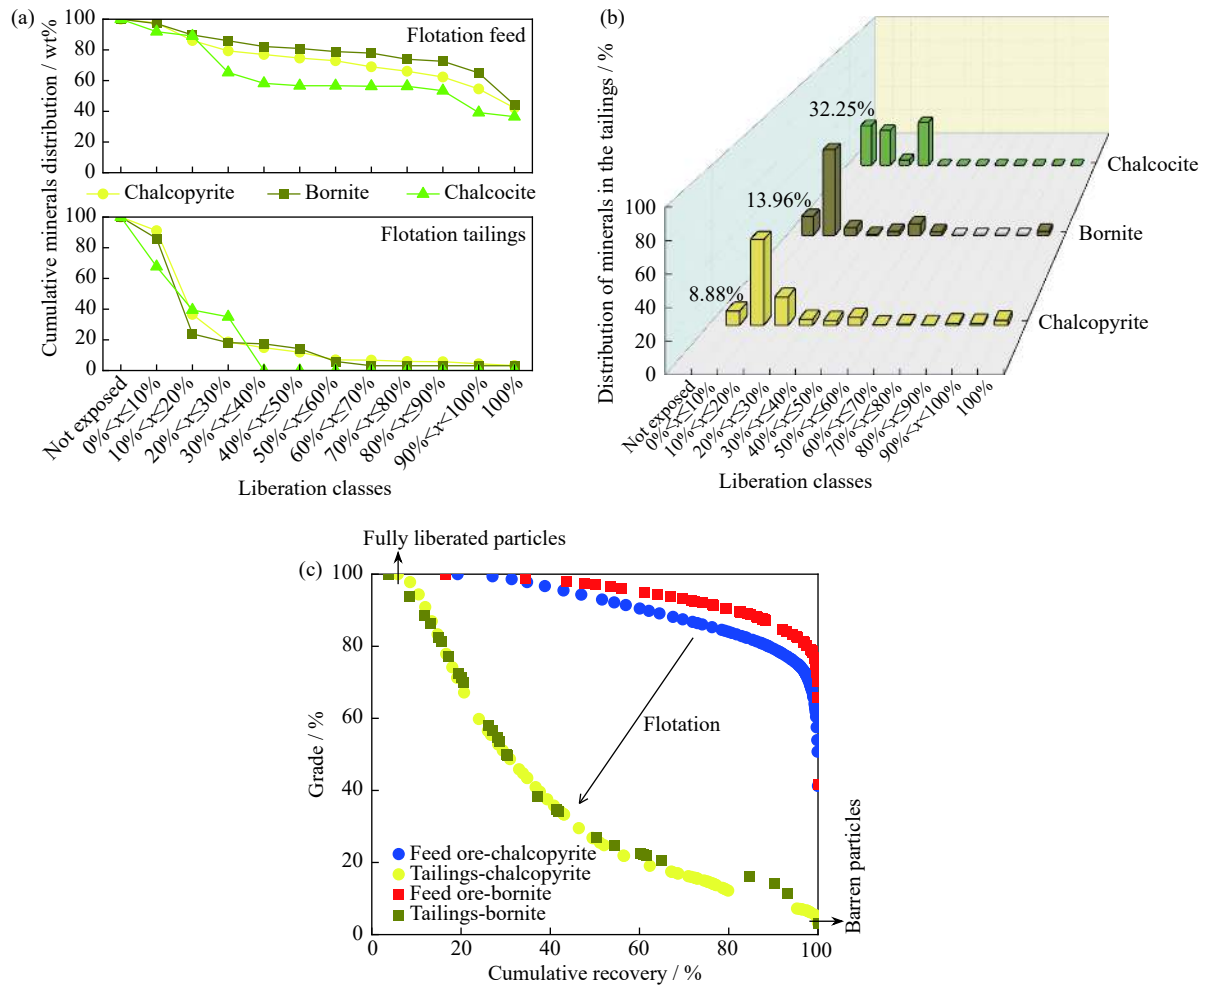 (a)
Cumulative minerals distribution / wt%
100
80
60
40
20
0
Flotation feed
Chalcopyrite
Bornite
Chalcocite
100
80
60
40
20
0
Flotation tailings
Not exposed
0%<x≤10%
10%<x≤20%
20%<x≤30%
30%<x≤40%
40%<x≤50%
50%<x≤60%
60%<x≤70%
70%<x≤80%
80%<x≤90%
90%<x<100%
100%
Liberation classes
(b)
Distribution of minerals in the tailings / %
100
80
60
40
20
0
32.25%
13.96%
8.88%
Chalcocite
Bornite
Chalcopyrite
Not exposed
0%<x≤10%
10%<x≤20%
20%<x≤30%
30%<x≤40%
40%<x≤50%
50%<x≤60%
60%<x≤70%
70%<x≤80%
80%<x≤90%
90%<x<100%
100%
Liberation classes
Fully liberated particles
(c)
Grade / %
100
80
60
40
20
0
Flotation
Feed ore-chalcopyrite
Tailings-chalcopyrite
Feed ore-bornite
Tailings-bornite
Barren particles
0
20
40
60
80
100
Cumulative recovery / %